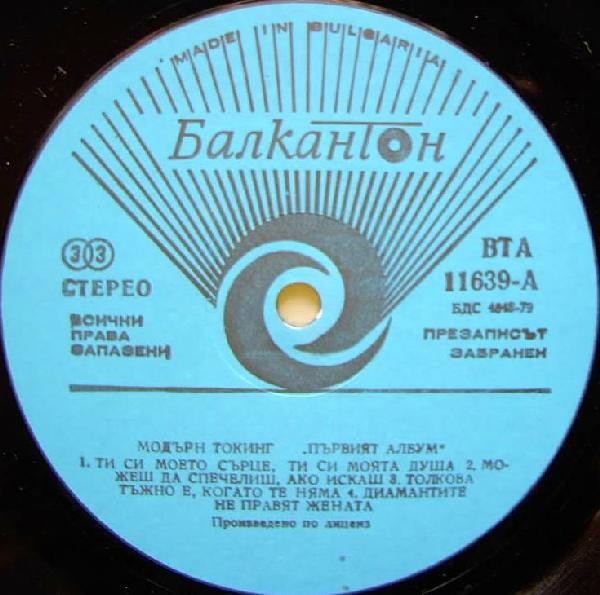 MADE IN BULGARIA
Балкантон
33
СТЕРЕО
ВСИЧКИ
ПРАВА
ЗАПАЗЕНИ
ВТА
11639-А
БДС 4848-79
ПРЕЗАПИСЪТ
ЗАБРАНЕН
МОДЪРН ТОКИНГ „ПЪРВИЯТ АЛБУМ“
1. ТИ СИ МОЕТО СЪРЦЕ, ТИ СИ МОЯТА ДУША 2. МО-
ЖЕШ ДА СПЕЧЕЛИШ, АКО ИСКАШ 3. ТОЛКОВА
ТЪЖНО Е, КОГАТО ТЕ НЯМА 4. ДИАМАНТИТЕ
НЕ ПРАВЯТ ЖЕНАТА
Произведено по лиценз